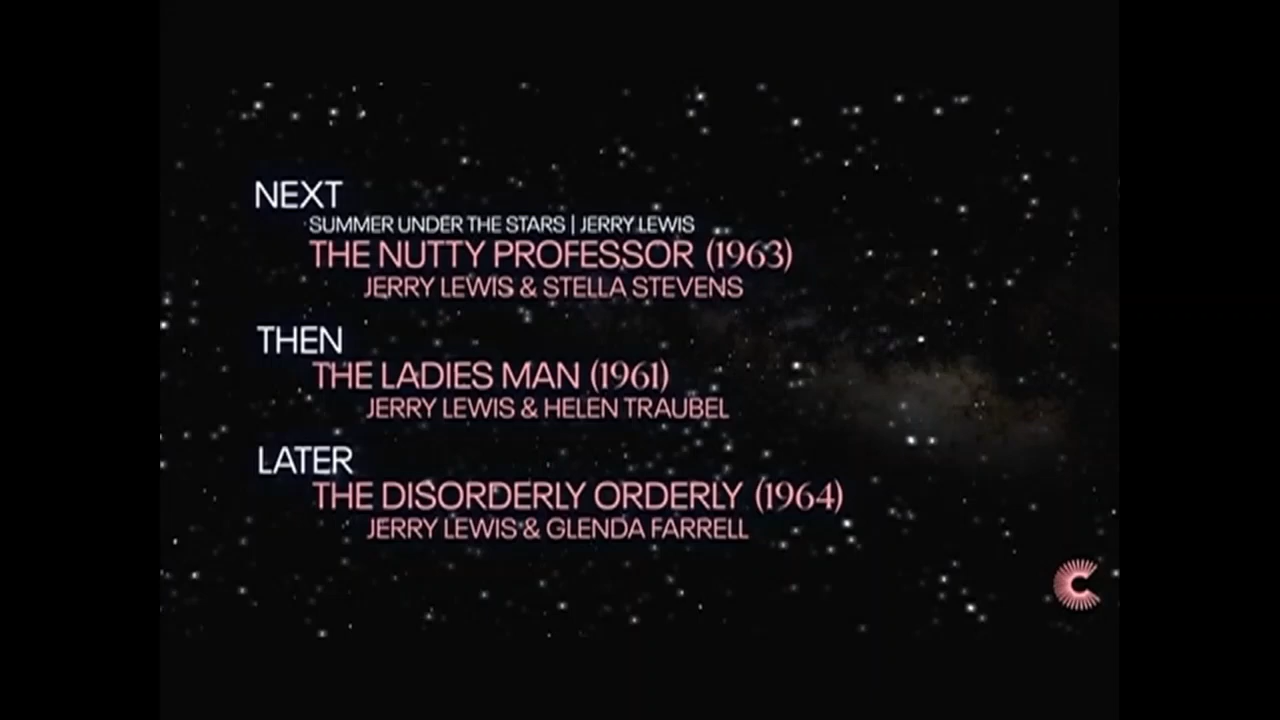 NEXT
SUMMER UNDER THE STARS | JERRY LEWIS
THE NUTTY PROFESSOR (1963)
JERRY LEWIS & STELLA STEVENS
THEN
THE LADIES MAN (1961)
JERRY LEWIS & HELEN TRAUBEL
LATER
THE DISORDERLY ORDERLY (1964)
JERRY LEWIS & GLENDA FARRELL
C